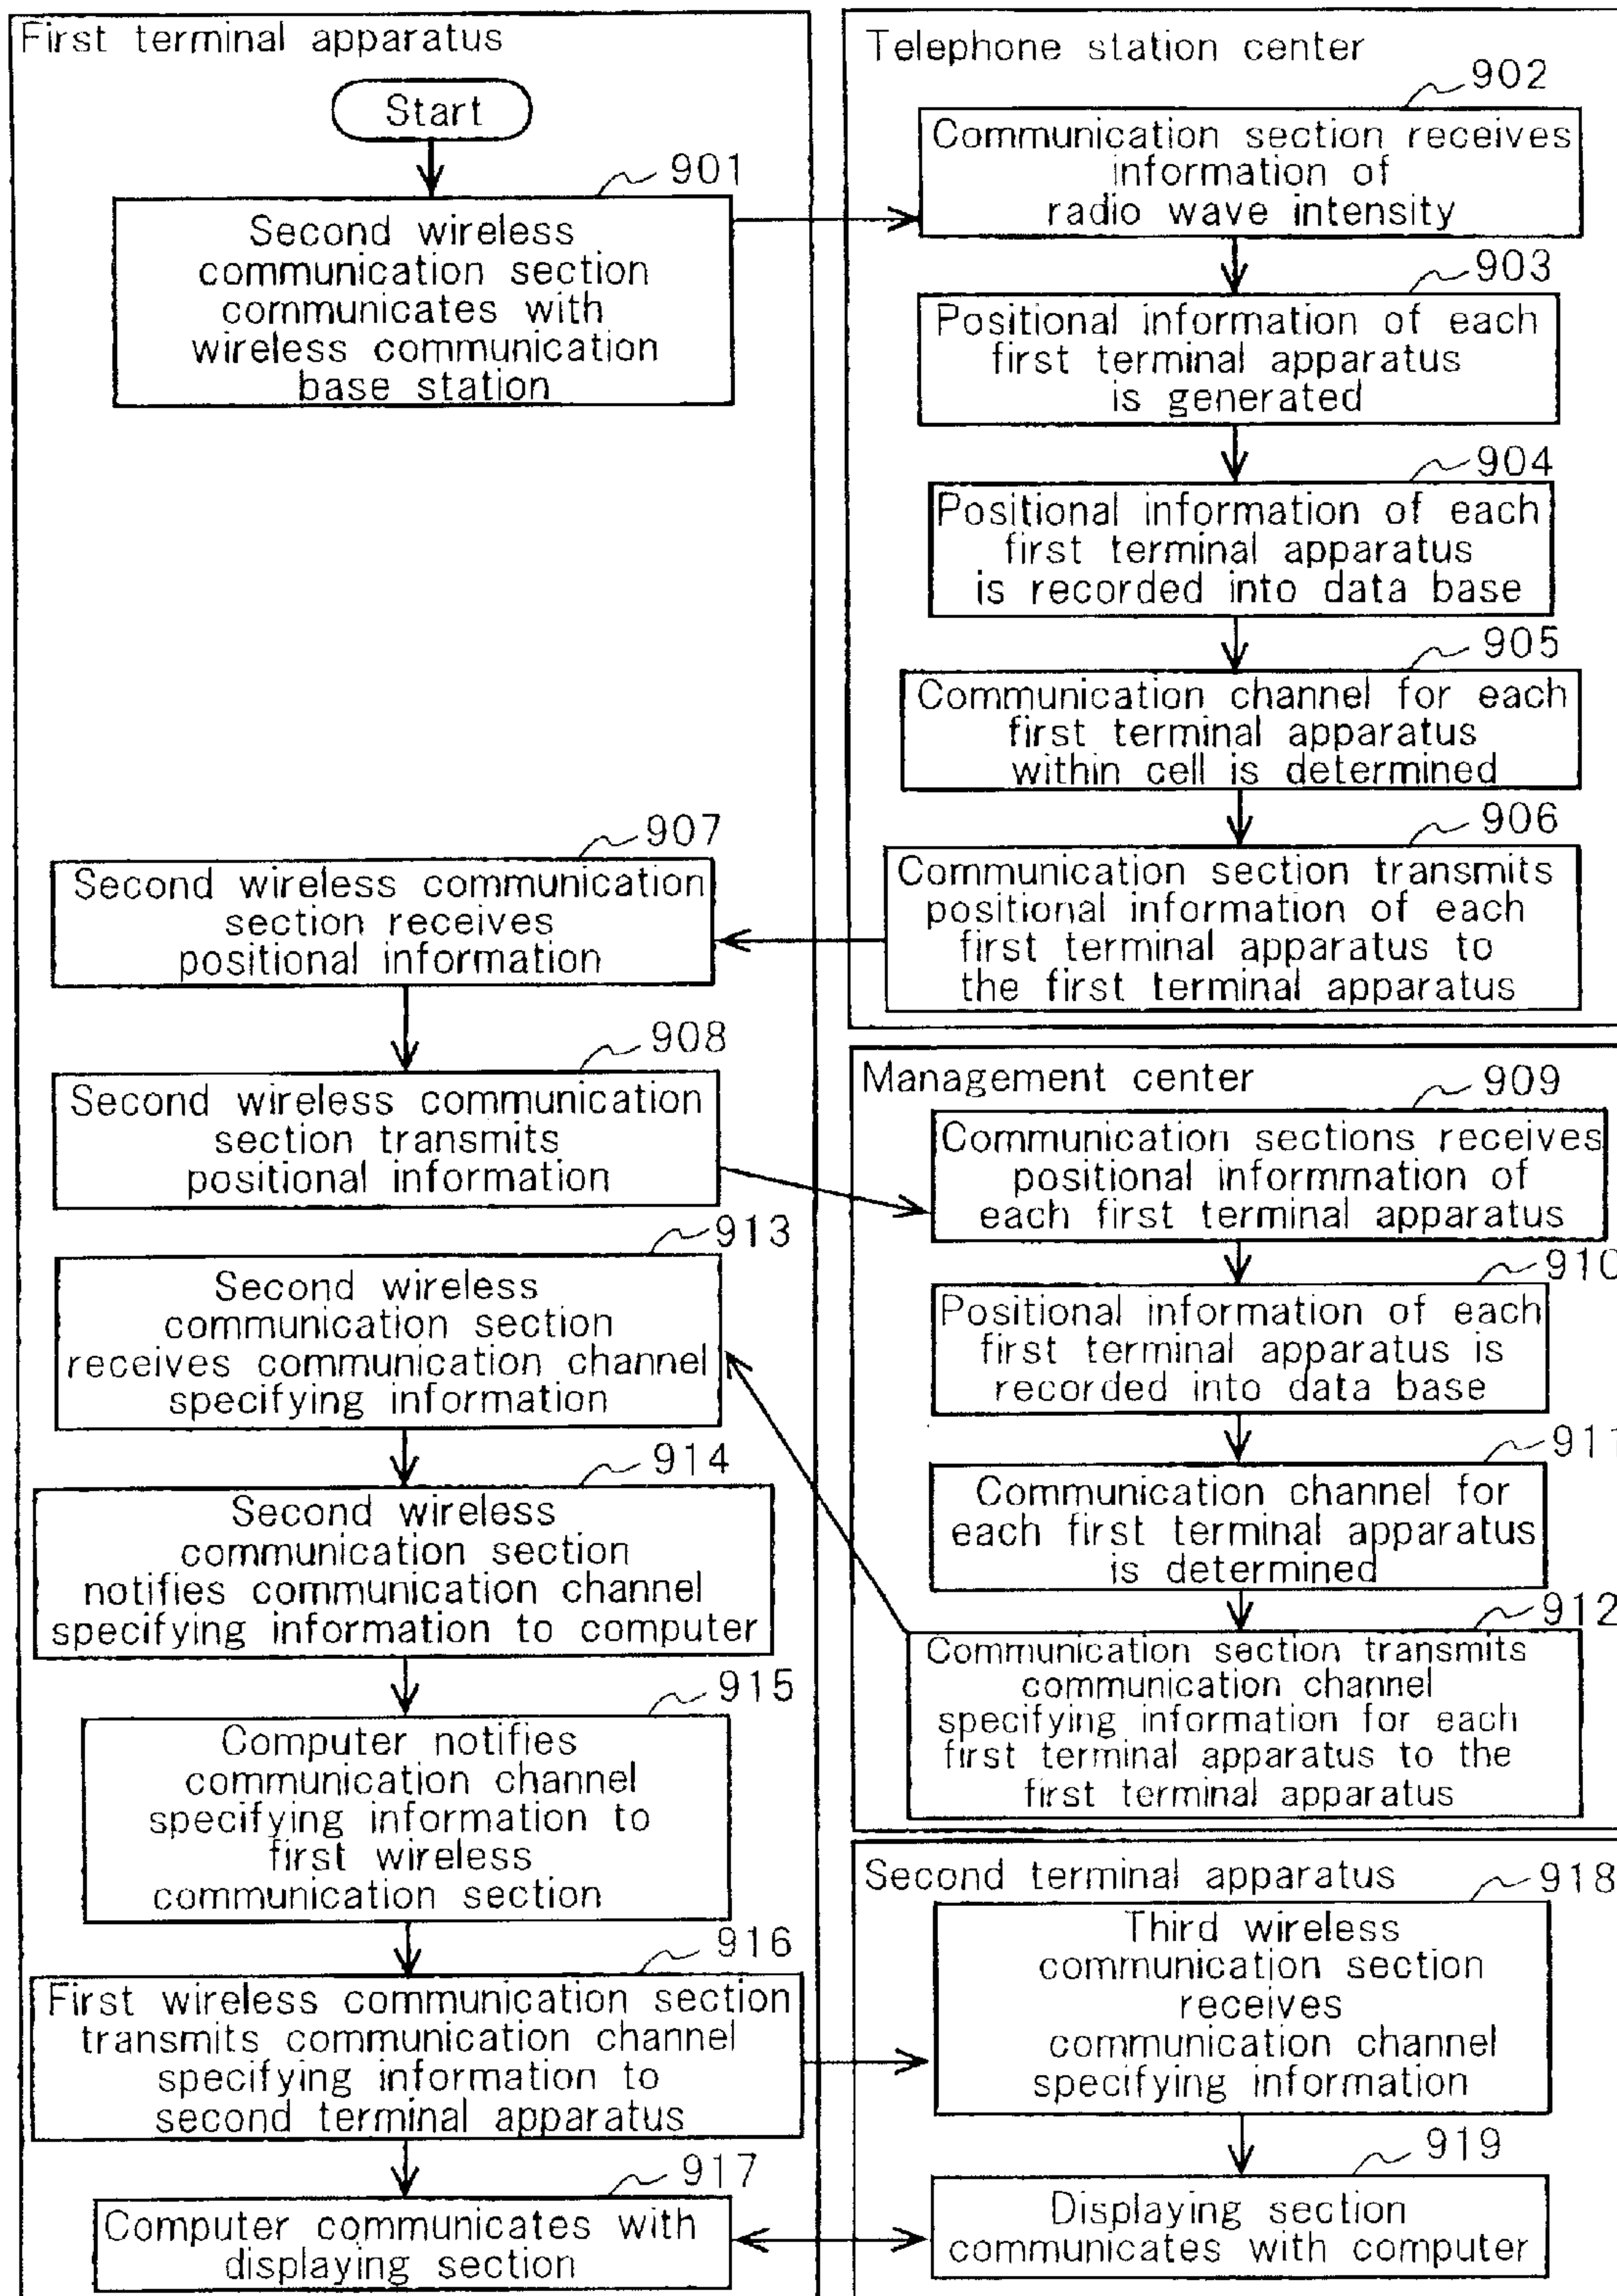 First terminal apparatus
Start
901
Second wireless
communication section
communicates with
wireless communication
base station
Telephone station center
902
Communication section receives
information of
radio wave intensity
903
Positional information of each
first terminal apparatus
is generated
904
Positional information of each
first terminal apparatus
is recorded into data base
905
Communication channel for each
first terminal apparatus
within cell is determined
906
Communication section transmits
positional information of each
first terminal apparatus to
the first terminal apparatus
907
Second wireless communication
section receives
positional information
908
Second wireless communication
section transmits
positional information
Management center
909
Communication sections receives
positional informmation of
each first terminal apparatus
910
Positional information of each
first terminal apparatus is
recorded into data base
911
Communication channel for
each first terminal apparatus
is determined
912
Communication section transmits
communication channel
specifying information for each
first terminal apparatus to the
first terminal apparatus
913
Second wireless
communication section
receives communication channel
specifying information
914
Second wireless
communication section
notifies communication channel
specifying information to computer
915
Computer notifies
communication channel
specifying information to
first wireless
communication section
916
First wireless communication section
transmits communication channel
specifying information to
second terminal apparatus
917
Computer communicates with
displaying section
Second terminal apparatus
918
Third wireless
communication section
receives
communication channel
specifying information
919
Displaying section
communicates with computer